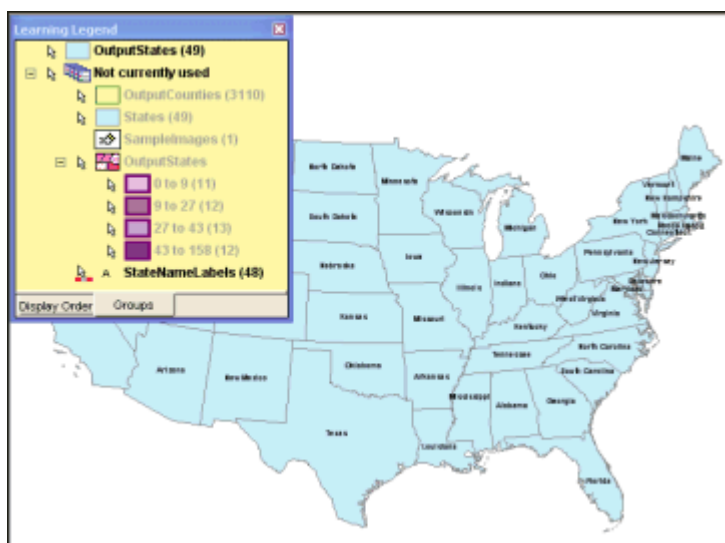 Learning Legend
OutputStates (49)
Not currently used
OutputCounties (3110)
States (49)
SampleImages (1)
OutputStates
0 to 9 (11)
9 to 27 (12)
27 to 43 (13)
43 to 158 (12)
A StateNameLabels (48)
Display Order Groups
North Dakota
Minnesota
Maine
Vermont
New Hampshire
South Dakota
Wisconsin
Michigan
New York
Massachusetts
Connecticut
Nebraska
Iowa
Pennsylvania
New Jersey
Illinois
Indiana
Ohio
Delaware
Maryland
West Virginia
Virginia
Kansas
Missouri
Kentucky
Tennessee
North Carolina
Arizona
New Mexico
Oklahoma
Arkansas
South Carolina
Mississippi
Alabama
Georgia
Texas
Louisiana
Florida